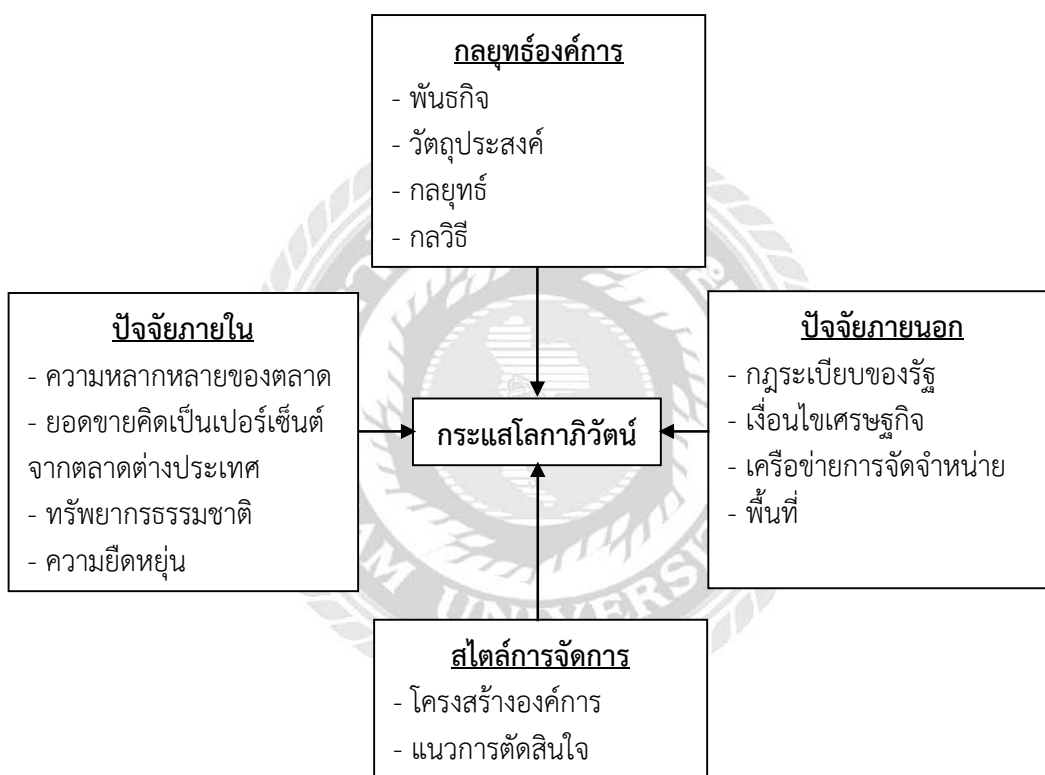 กลยุทธ์องค์การ
- พันธกิจ
- วัตถุประสงค์
- กลยุทธ์
- กลวิธี
ปัจจัยภายใน
- ความหลากหลายของตลาด
- ยอดขายคิดเป็นเปอร์เซ็นต์
จากตลาดต่างประเทศ
- ทรัพยากรธรรมชาติ
- ความยืดหยุ่น
กระแสโลกาภิวัตน์
ปัจจัยภายนอก
- กฎระเบียบของรัฐ
- เงื่อนไขเศรษฐกิจ
- เครือข่ายการจัดจำหน่าย
- พื้นที่
สไตล์การจัดการ
- โครงสร้างองค์การ
- แนวการตัดสินใจ